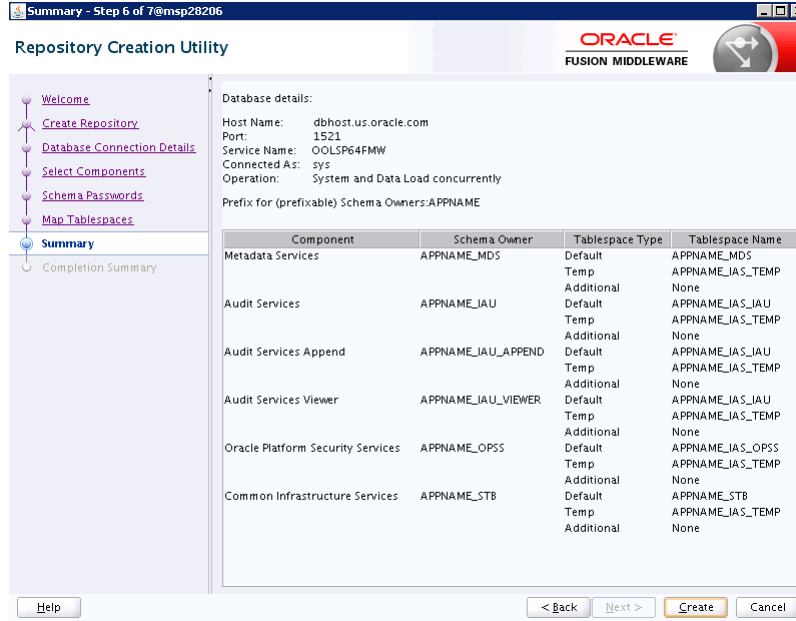 Summary - Step 6 of 7@msp28206
Repository Creation Utility
ORACLE
FUSION MIDDLEWARE
Welcome
Create Repository
Database Connection Details
Select Components
Schema Passwords
Map Tablespaces
Summary
Completion Summary
Database details:
Host Name: dbhost.us.oracle.com
Port: 1521
Service Name: OOLSP64FMW
Connected As: sys
Operation: System and Data Load concurrently
Prefix for (prefixable) Schema Owners:APPNAME
Component Schema Owner Tablespace Type Tablespace Name
Metadata Services APPNAME_MDS Default APPNAME_MDS
Temp APPNAME_IAS_TEMP
Additional None
Audit Services APPNAME_IAU Default APPNAME_IAS_IAU
Temp APPNAME_IAS_TEMP
Additional None
Audit Services Append APPNAME_IAU_APPEND Default APPNAME_IAS_IAU
Temp APPNAME_IAS_TEMP
Additional None
Audit Services Viewer APPNAME_IAU_VIEWER Default APPNAME_IAS_IAU
Temp APPNAME_IAS_TEMP
Additional None
Oracle Platform Security Services APPNAME_OPSS Default APPNAME_IAS_OPSS
Temp APPNAME_IAS_TEMP
Additional None
Common Infrastructure Services APPNAME_STB Default APPNAME_STB
Temp APPNAME_IAS_TEMP
Additional None
Help < Back Next > Create Cancel